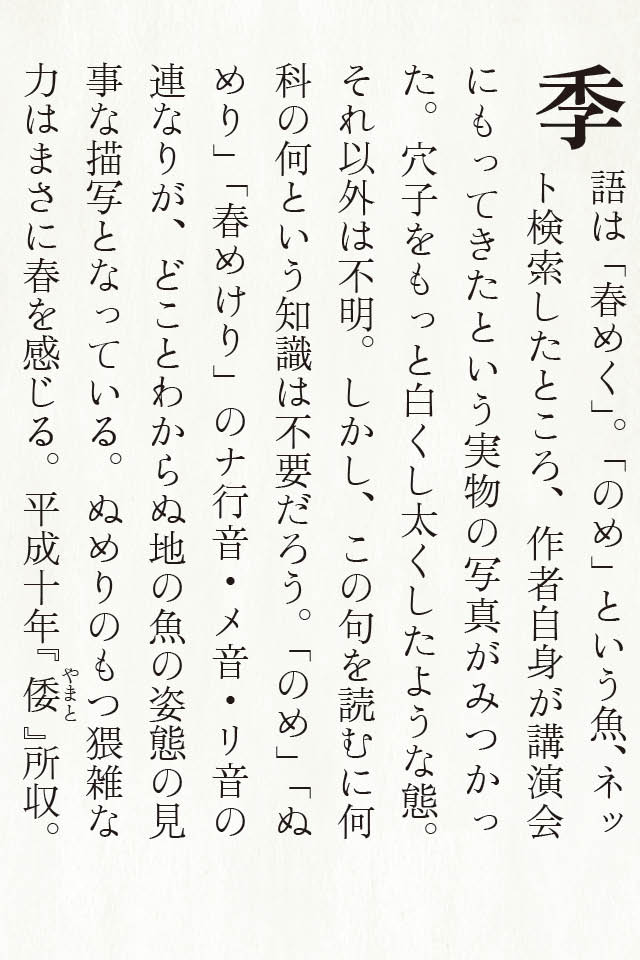 季語は「春めく」。「のめ」という魚、ネッ
ト検索したところ、作者自身が講演会
にもってきたという実物の写真がみつかっ
た。穴子をもっと白くし太くしたような態。
それ以外は不明。しかし、この句を読むに何
科の何という知識は不要だろう。「のめ」「ぬ
めり」「春めけり」のナ行音・メ音・リ音の
連なりが、どことわからぬ地の魚の姿態の見
事な描写となっている。ぬめりのもつ猥雑な
力はまさに春を感じる。平成十年『倭』所収。
やまと